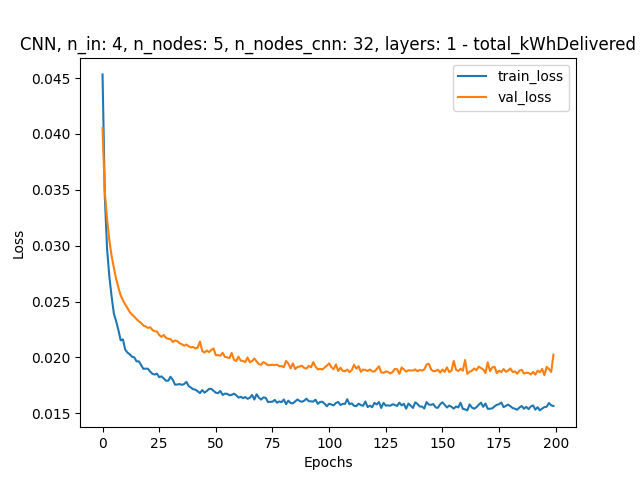 CNN, n_in: 4, n_nodes: 5, n_nodes_cnn: 32, layers: 1 - total_kWhDelivered
train_loss
val_loss
0.045
0.040
0.035
0.030
0.025
0.020
0.015
Loss
0 25 50 75 100 125 150 175 200
Epochs